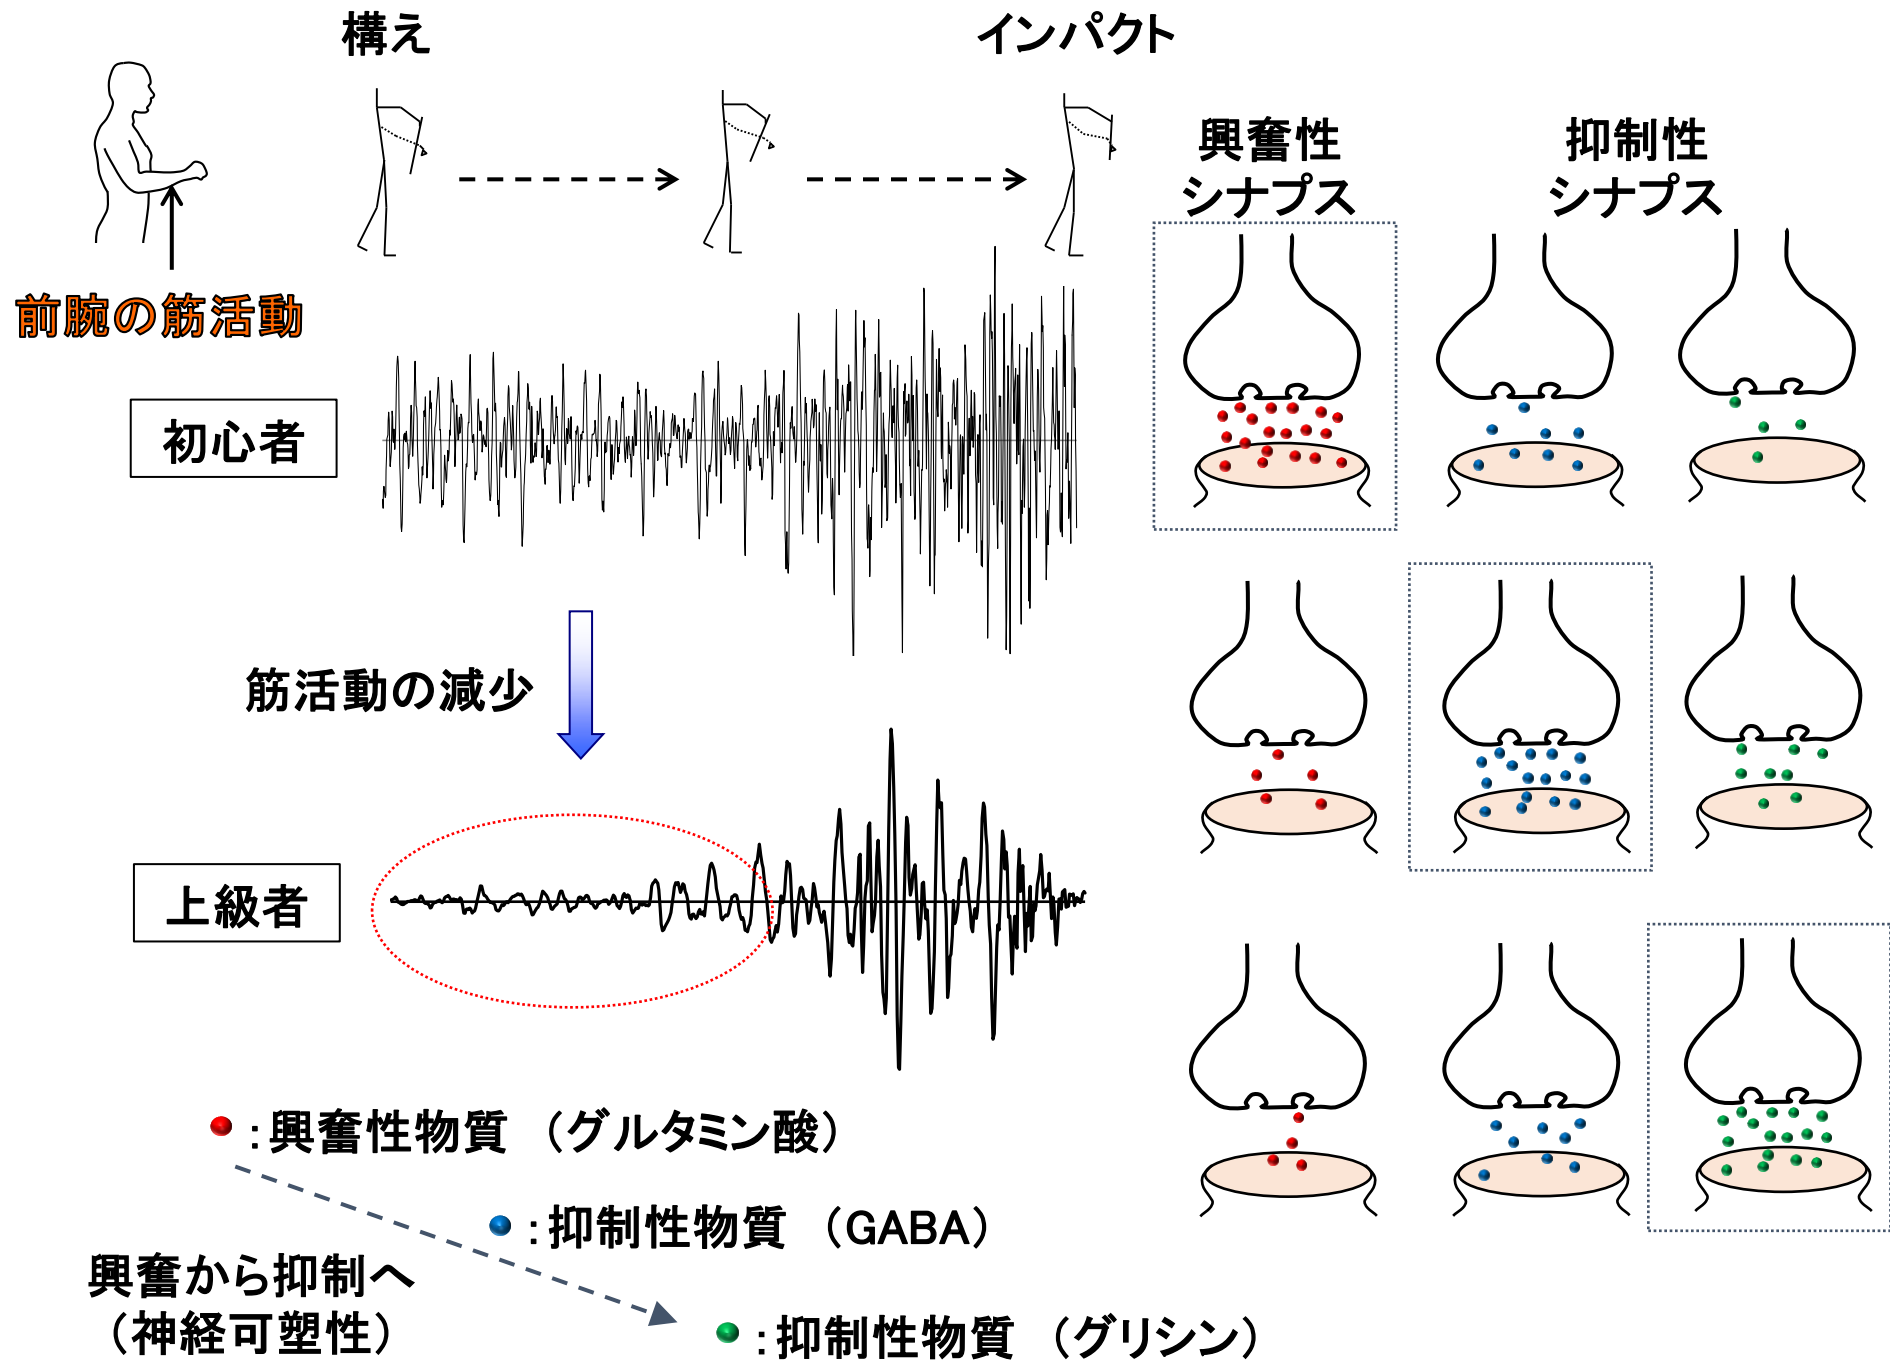 構え
インパクト
興奮性
シナプス
抑制性
シナプス
前腕の筋活動
初心者
筋活動の減少
上級者
:興奮性物質 （グルタミン酸）
:抑制性物質 （GABA）
興奮から抑制へ
（神経可塑性）
:抑制性物質 （グリシン）